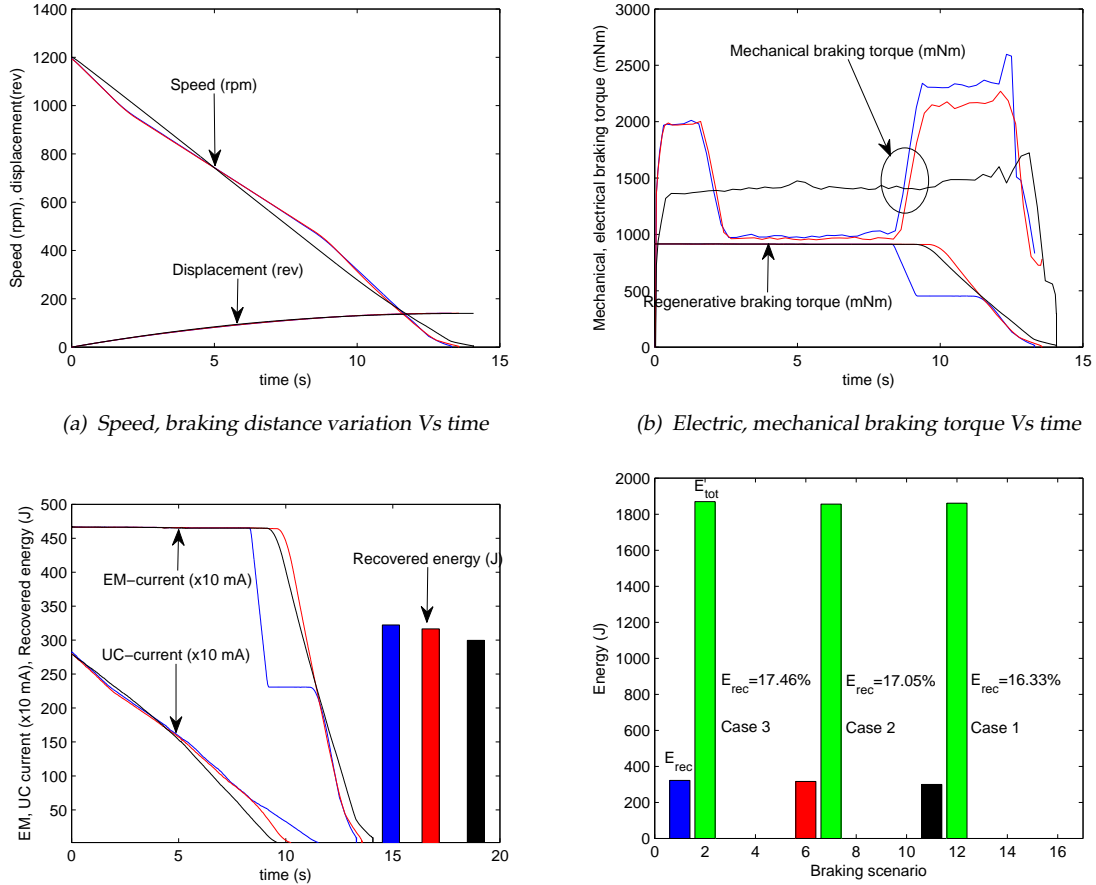 1400
1200
1000
800
600
400
200
0
Speed (rpm), displacement(rev)
Speed (rpm)
Displacement (rev)
0
5
10
15
time (s)
(a) Speed, braking distance variation Vs time
3000
2500
2000
1500
1000
500
0
Mechanical, electrical braking torque (mNm)
Mechanical braking torque (mNm)
Regenerative braking torque (mNm)
0
5
10
15
time (s)
(b) Electric, mechanical braking torque Vs time
500
450
400
350
300
250
200
150
100
50
EM, UC current (x10 mA), Recovered energy (J)
EM−current (x10 mA)
Recovered energy (J)
UC−current (x10 mA)
0
5
10
15
20
time (s)
2000
1800
1600
1400
1200
1000
800
600
400
200
0
Energy (J)
E_tot
E_rec=17.46%
E_rec=17.05%
E_rec=16.33%
Case 3
Case 2
Case 1
E_rec
0
2
4
6
8
10
12
14
16
Braking scenario